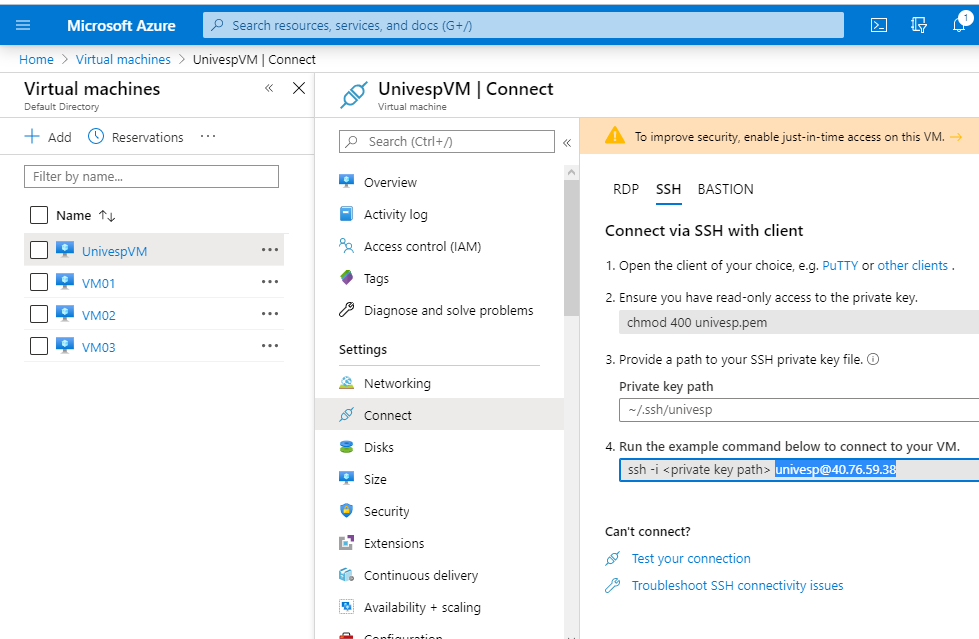 Microsoft Azure
Search resources, services, and docs (G+/)
1
Home > Virtual machines > UnivespVM | Connect
Virtual machines
Default Directory
Add
Reservations
Filter by name...
Name
UnivespVM
VM01
VM02
VM03
UnivespVM | Connect
Virtual machine
Search (Ctrl+/)
Overview
Activity log
Access control (IAM)
Tags
Diagnose and solve problems
Settings
Networking
Connect
Disks
Size
Security
Extensions
Continuous delivery
Availability + scaling
Configuration
To improve security, enable just-in-time access on this VM. →
RDP SSH BASTION
Connect via SSH with client
1. Open the client of your choice, e.g. PuTTY or other clients .
2. Ensure you have read-only access to the private key.
chmod 400 univesp.pem
3. Provide a path to your SSH private key file.
Private key path
~/.ssh/univesp
4. Run the example command below to connect to your VM.
ssh -i <private key path> univesp@40.76.59.38
Can't connect?
Test your connection
Troubleshoot SSH connectivity issues